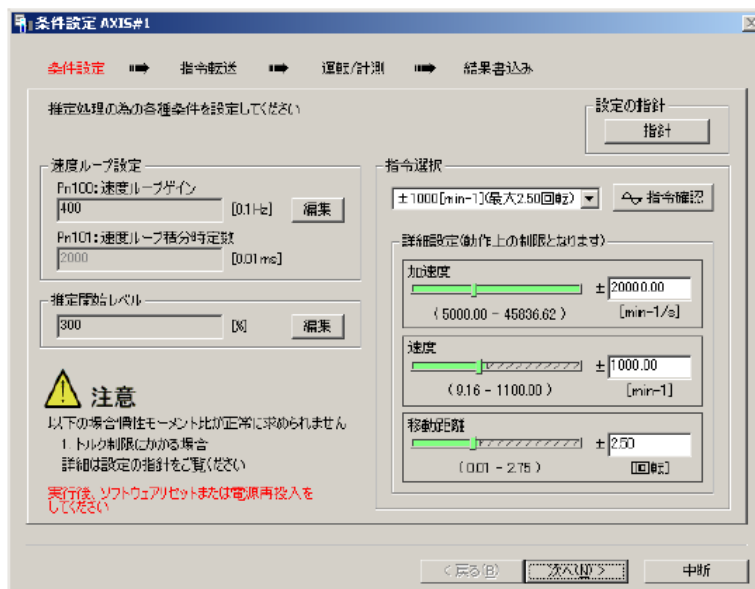 条件設定 AXIS#1
条件設定 ➡ 指令転送 ➡ 運転/計測 ➡ 結果書込み
推定処理の為の各種条件を設定してください
設定の指針
指針
速度ループ設定
Pn100:速度ループゲイン
400 [0.1Hz] 編集
Pn101:速度ループ積分時定数
2000 [0.01ms]
推定開始レベル
300 [%] 編集
注意
以下の場合慣性モーメント比が正常に求められません
1. トルク制限にかかる場合
詳細は設定の指針をご覧ください
実行後、ソフトウェアリセットまたは電源再投入を
してください
指令選択
±1000[min-1](最大2.50回転) 指令確認
詳細設定(動作上の制限となります)
加速度
±20000.00
(5000.00 - 45836.62) [min-1/s]
速度
±1000.00
(9.16 - 1100.00) [min-1]
移動距離
±2.50
(0.01 - 2.75) [回転]
< 戻る(B) 次へ(N) > 中断